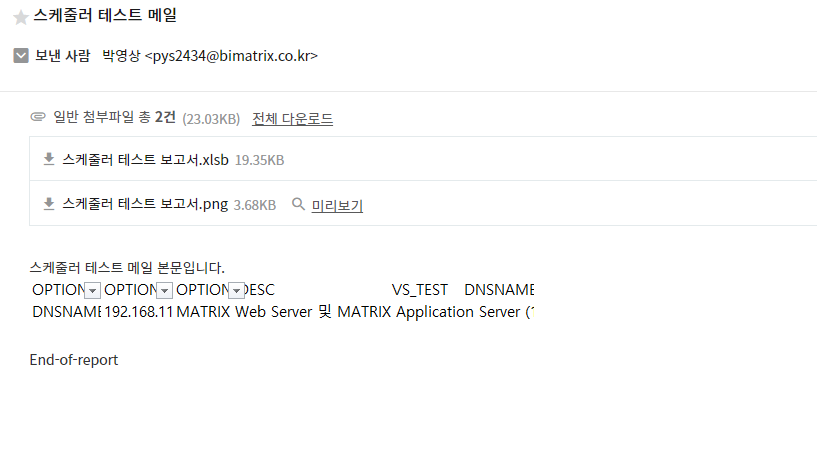 스케줄러 테스트 메일
보낸 사람 박영상 <pys2434@bimatrix.co.kr>
일반 첨부파일 총 2건 (23.03KB) 전체 다운로드
스케줄러 테스트 보고서.xlsb 19.35KB
스케줄러 테스트 보고서.png 3.68KB 미리보기
스케줄러 테스트 메일 본문입니다.
OPTION OPTION OPTION DESC VS_TEST DNSNAME
DNSNAME 192.168.11 MATRIX Web Server 및 MATRIX Application Server (
End-of-report